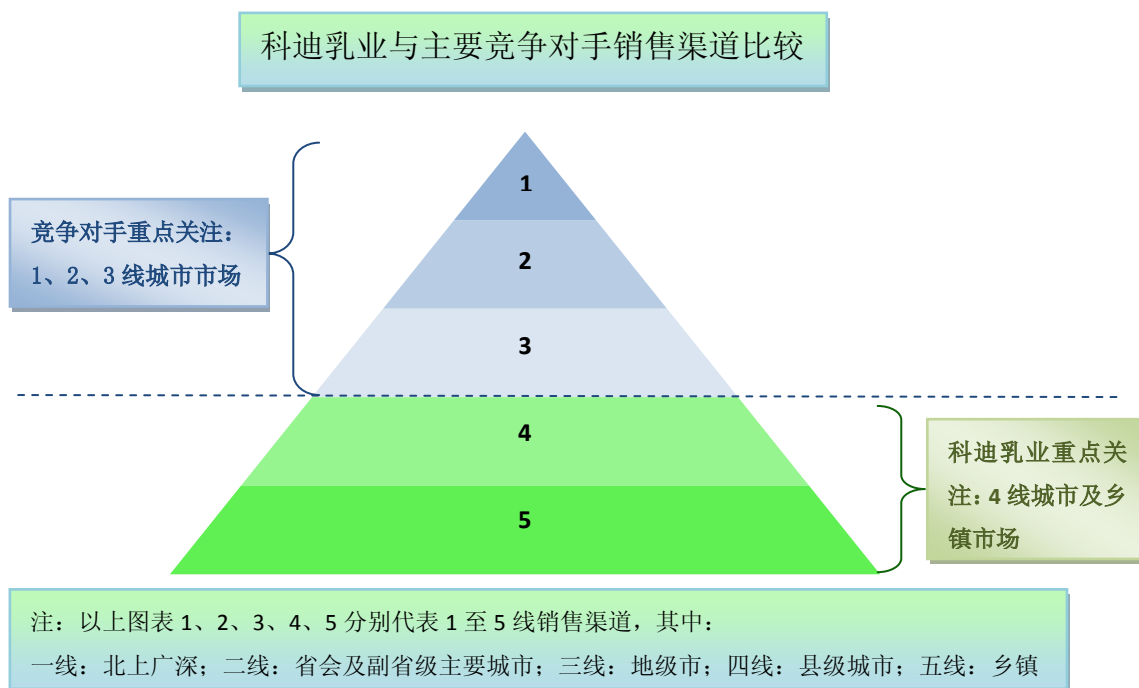 科迪乳业与主要竞争对手销售渠道比较
1
竞争对手重点关注：
1、2、3 线城市市场
2
3
4
科迪乳业重点关
注：4 线城市及乡
镇市场
5
注：以上图表 1、2、3、4、5 分别代表 1 至 5 线销售渠道，其中：
一线：北上广深；二线：省会及副省级主要城市；三线：地级市；四线：县级城市；五线：乡镇